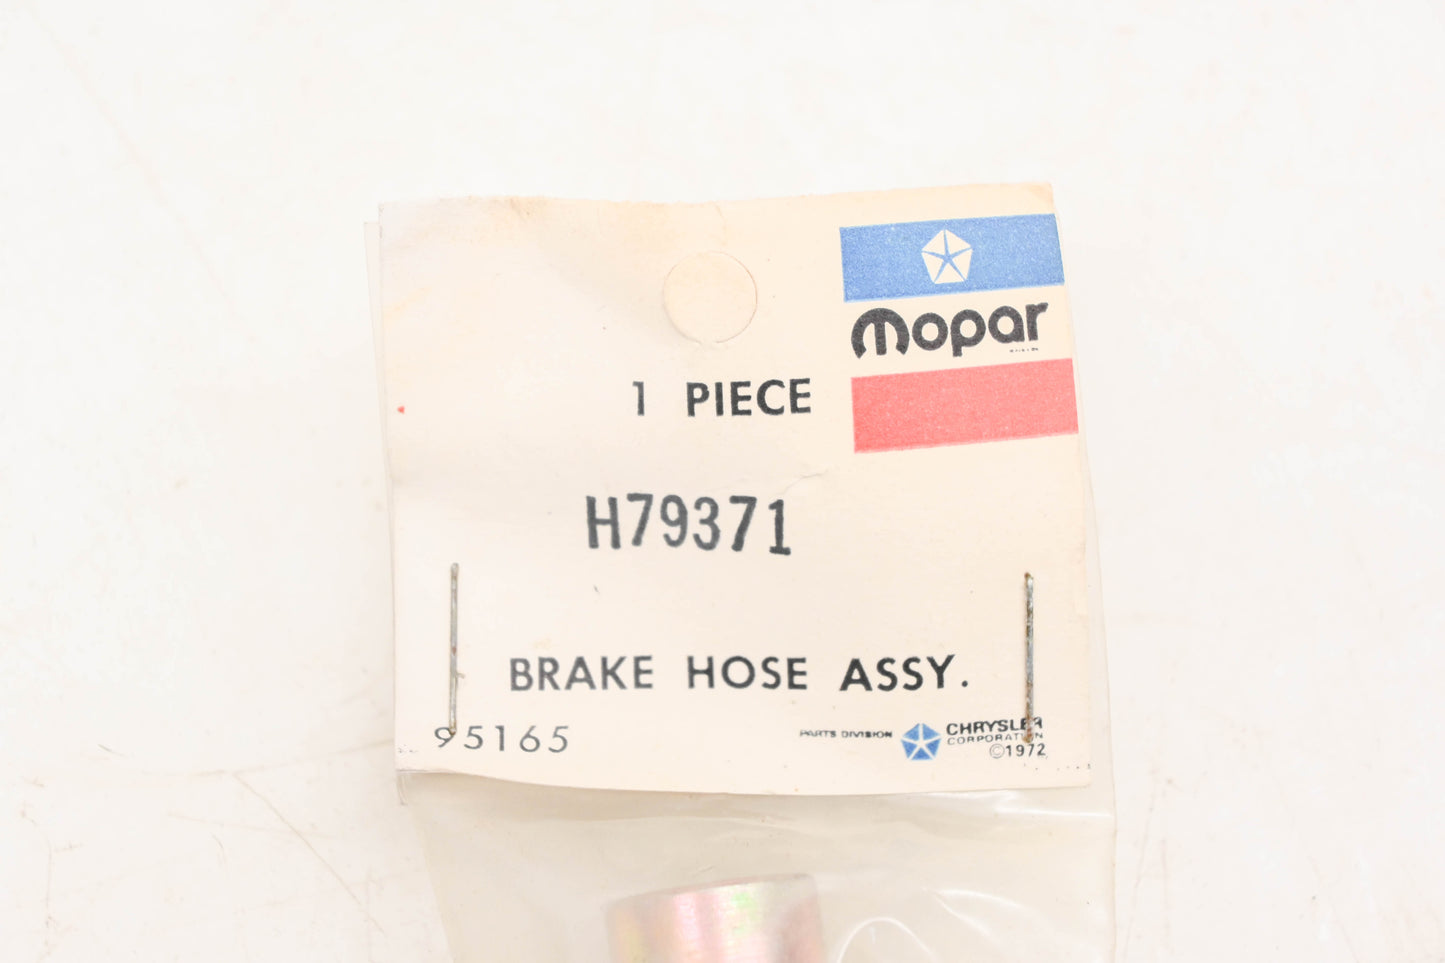 mopar
1 PIECE
H79371
BRAKE HOSE ASSY.
95165
PARTS DIVISION
CHRYSLER
CORPORATION
©1972